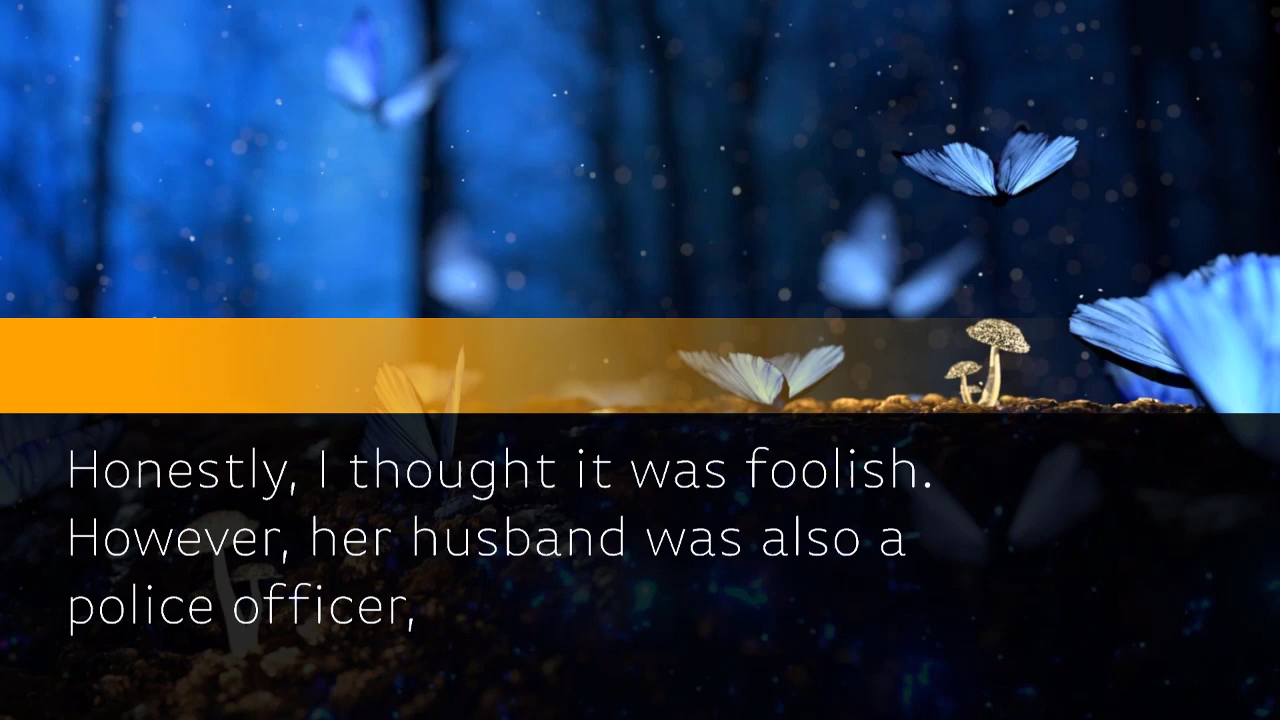 Honestly, I thought it was foolish.
However, her husband was also a
police officer,